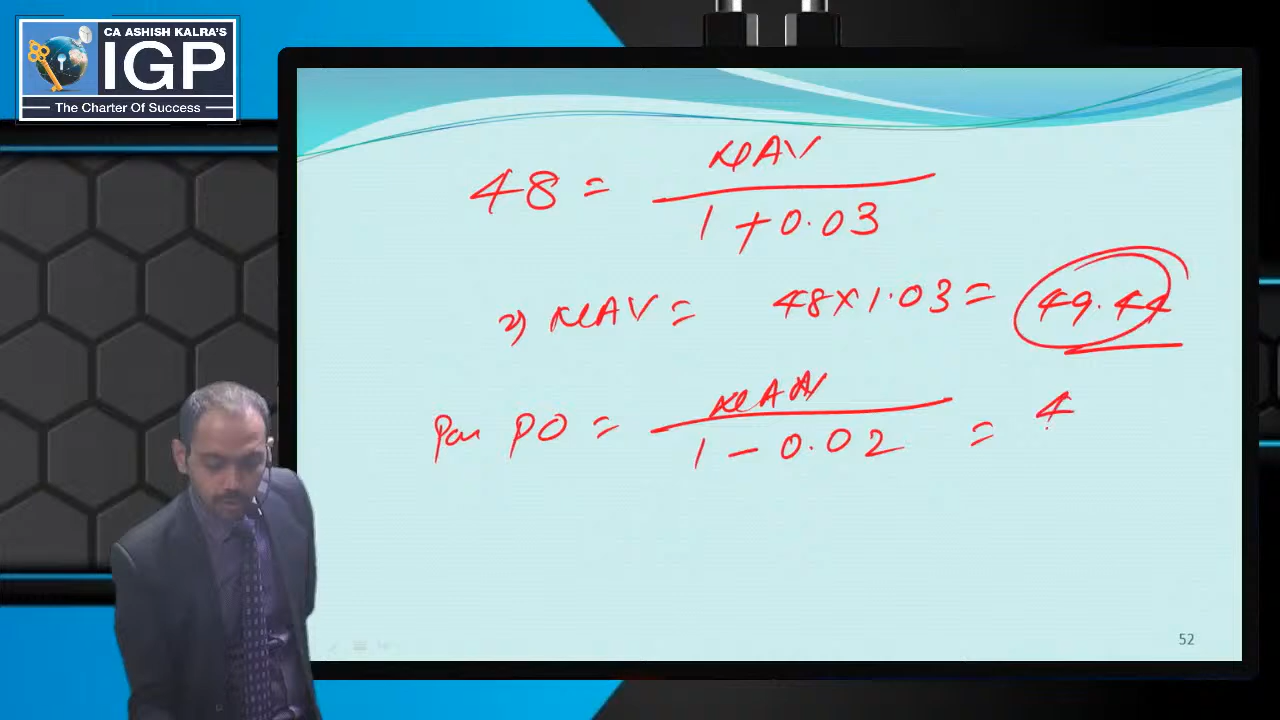 CA ASHISH KALRA'S
IGP
The Charter Of Success
48 = NAV / 1 + 0.03
⇒ NAV = 48 × 1.03 = 49.44
PO = NAV / 1 - 0.02 = 4
52